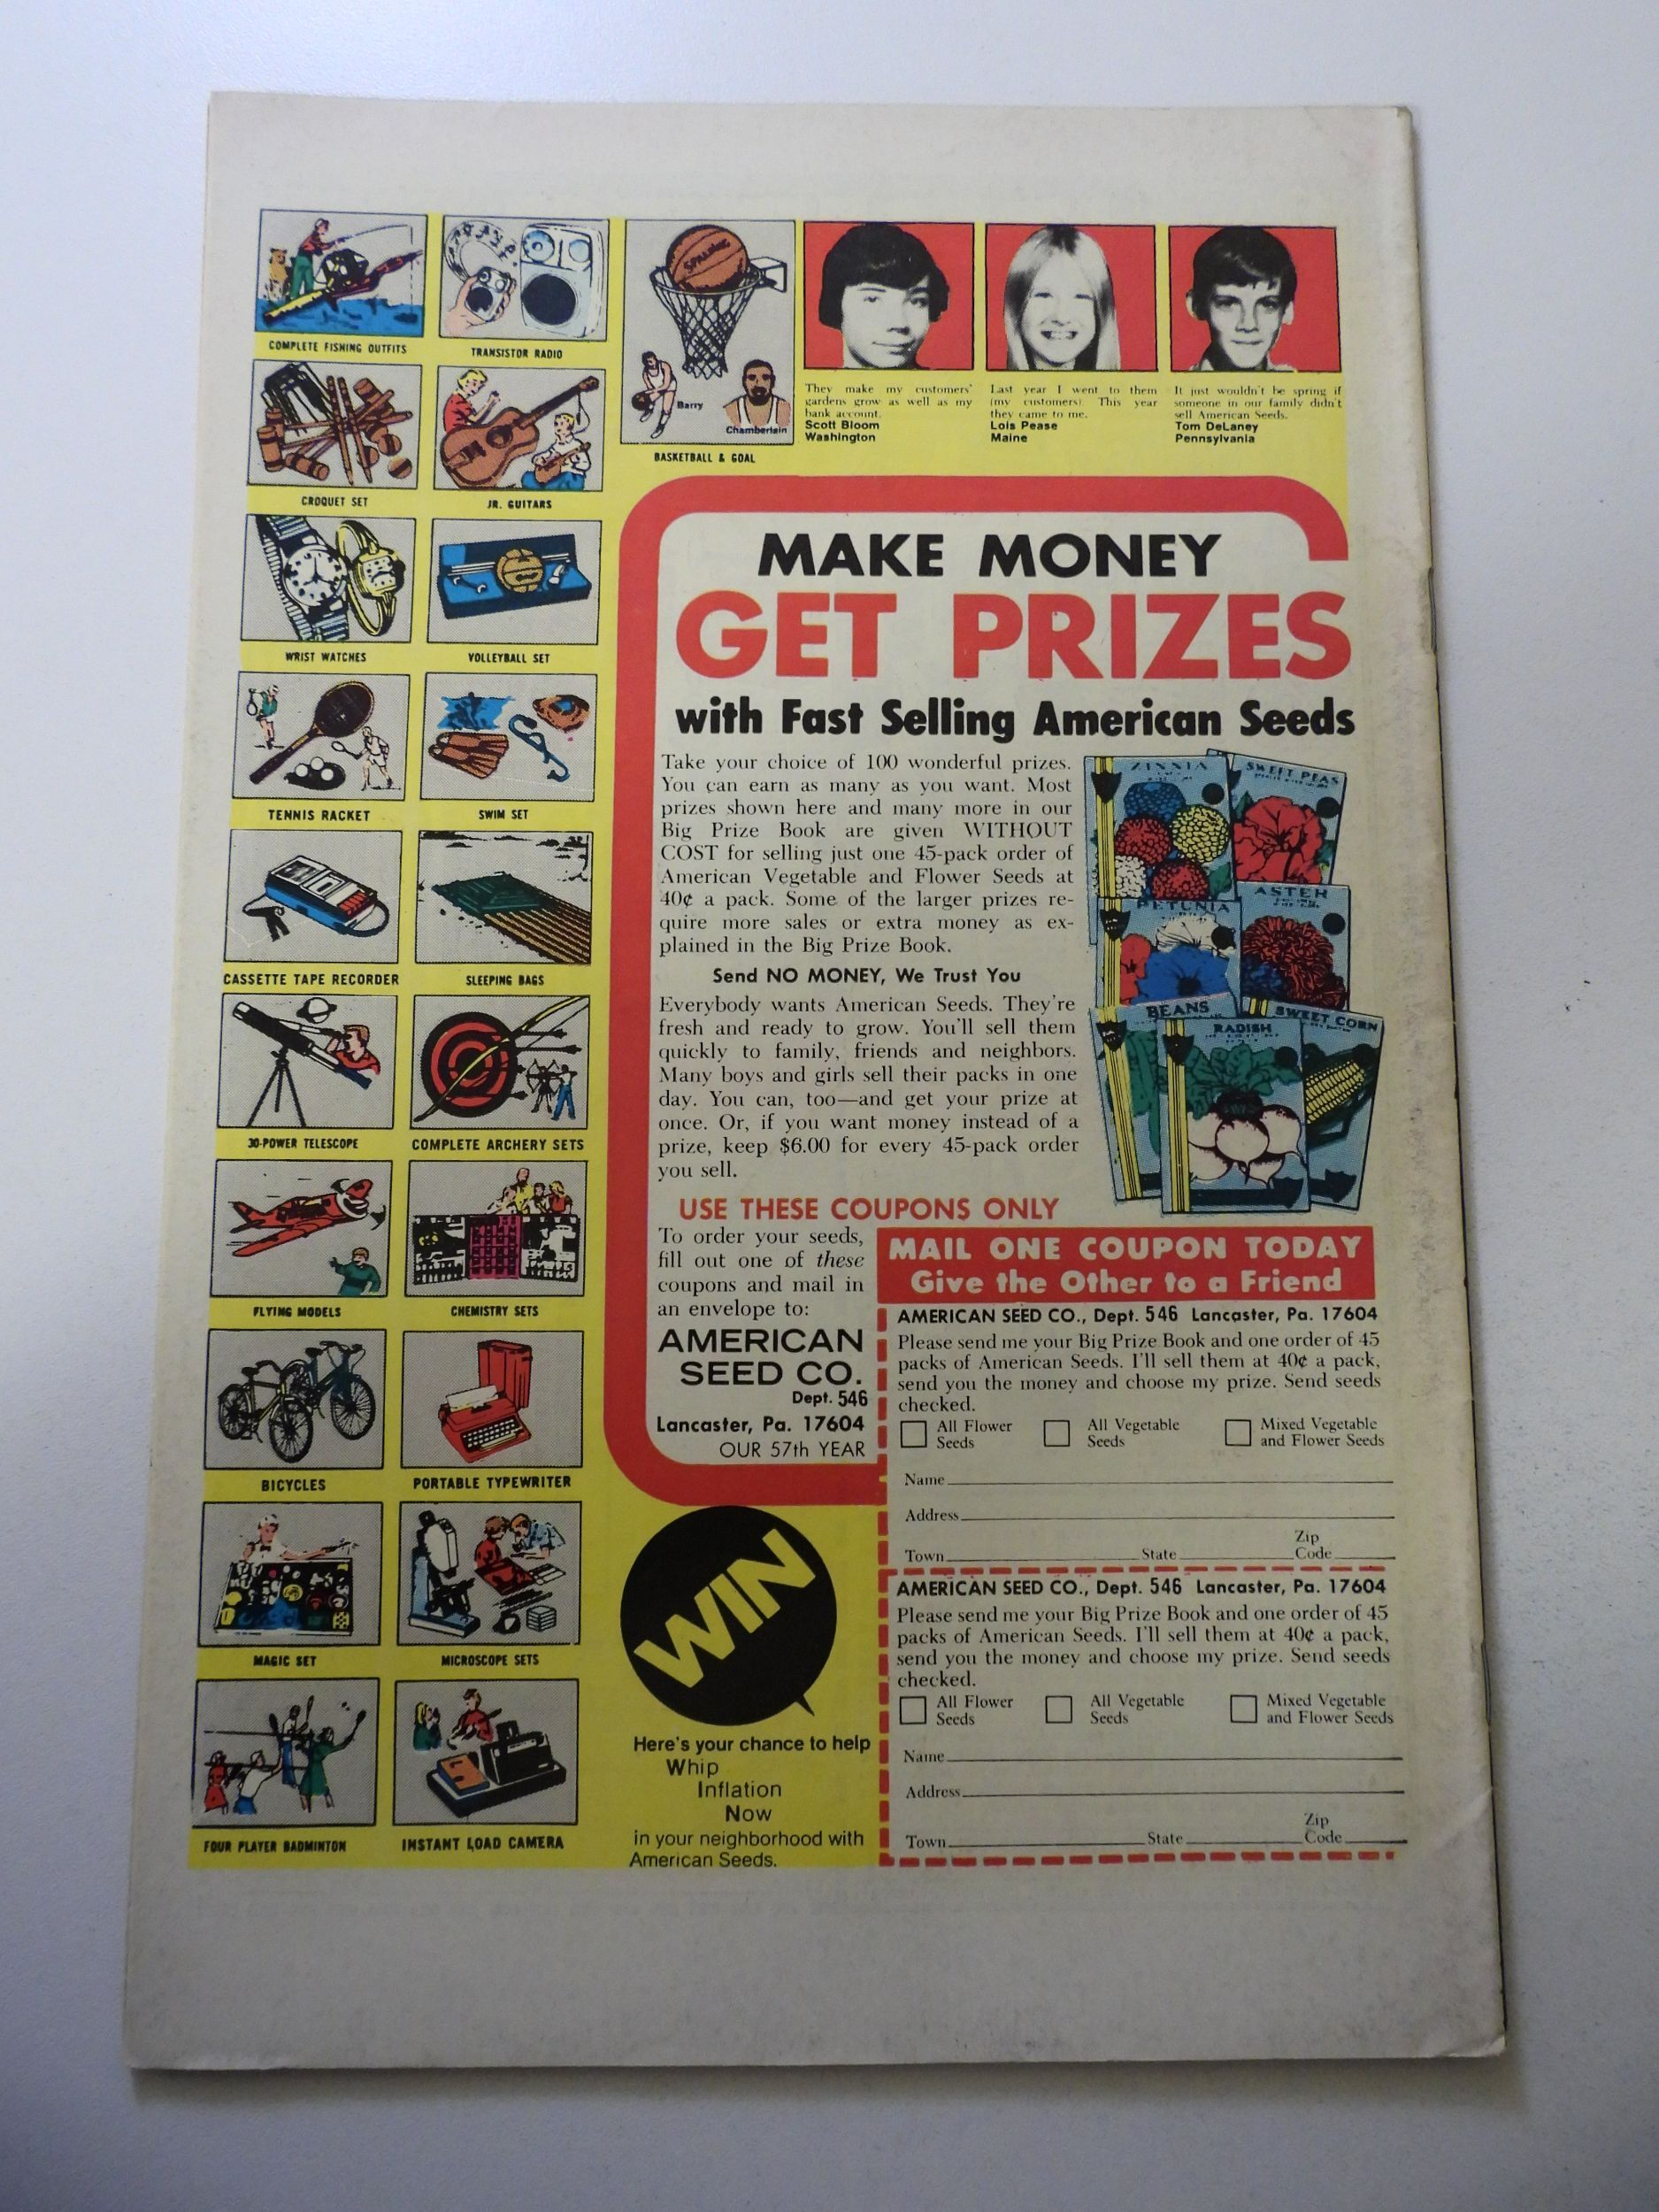 COMPLETE FISHING OUTFITS
TRANSISTOR RADIO
CROQUET SET
JR. GUITARS
WRIST WATCHES
VOLLEYBALL SET
TENNIS RACKET
SWIM SET
CASSETTE TAPE RECORDER
SLEEPING BAGS
30-POWER TELESCOPE
COMPLETE ARCHERY SETS
FLYING MODELS
CHEMISTRY SETS
BICYCLES
PORTABLE TYPEWRITER
MAGIC SET
MICROSCOPE SETS
FOUR PLAYER BADMINTON
INSTANT LOAD CAMERA
SPALDING
Barry
Chamberlain
BASKETBALL & GOAL
They make my customers'
gardens grow as well as my
bank account.
Scott Bloom
Washington
Last year I went to them
(my customers). This year
they came to me.
Lois Pease
Maine
It just wouldn't be spring if
someone in our family didn't
sell American Seeds.
Tom DeLaney
Pennsylvania
MAKE MONEY
GET PRIZES
with Fast Selling American Seeds
Take your choice of 100 wonderful prizes.
You can earn as many as you want. Most
prizes shown here and many more in our
Big Prize Book are given WITHOUT
COST for selling just one 45-pack order of
American Vegetable and Flower Seeds at
40¢ a pack. Some of the larger prizes re-
quire more sales or extra money as ex-
plained in the Big Prize Book.
Send NO MONEY, We Trust You
Everybody wants American Seeds. They're
fresh and ready to grow. You'll sell them
quickly to family, friends and neighbors.
Many boys and girls sell their packs in one
day. You can, too—and get your prize at
once. Or, if you want money instead of a
prize, keep $6.00 for every 45-pack order
you sell.
ZINNIA
SWEET PEAS
PETUNIA
ASTER
BEANS
RADISH
SWEET CORN
USE THESE COUPONS ONLY
To order your seeds,
fill out one of these
coupons and mail in
an envelope to:
AMERICAN
SEED CO.
Dept. 546
Lancaster, Pa. 17604
OUR 57th YEAR
MAIL ONE COUPON TODAY
Give the Other to a Friend
AMERICAN SEED CO., Dept. 546 Lancaster, Pa. 17604
Please send me your Big Prize Book and one order of 45
packs of American Seeds. I'll sell them at 40¢ a pack,
send you the money and choose my prize. Send seeds
checked.
All Flower Seeds
All Vegetable Seeds
Mixed Vegetable and Flower Seeds
Name
Address
Town State Zip Code
AMERICAN SEED CO., Dept. 546 Lancaster, Pa. 17604
Please send me your Big Prize Book and one order of 45
packs of American Seeds. I'll sell them at 40¢ a pack,
send you the money and choose my prize. Send seeds
checked.
All Flower Seeds
All Vegetable Seeds
Mixed Vegetable and Flower Seeds
Name
Address
Town State Zip Code
WIN
Here's your chance to help
Whip
Inflation
Now
in your neighborhood with
American Seeds.